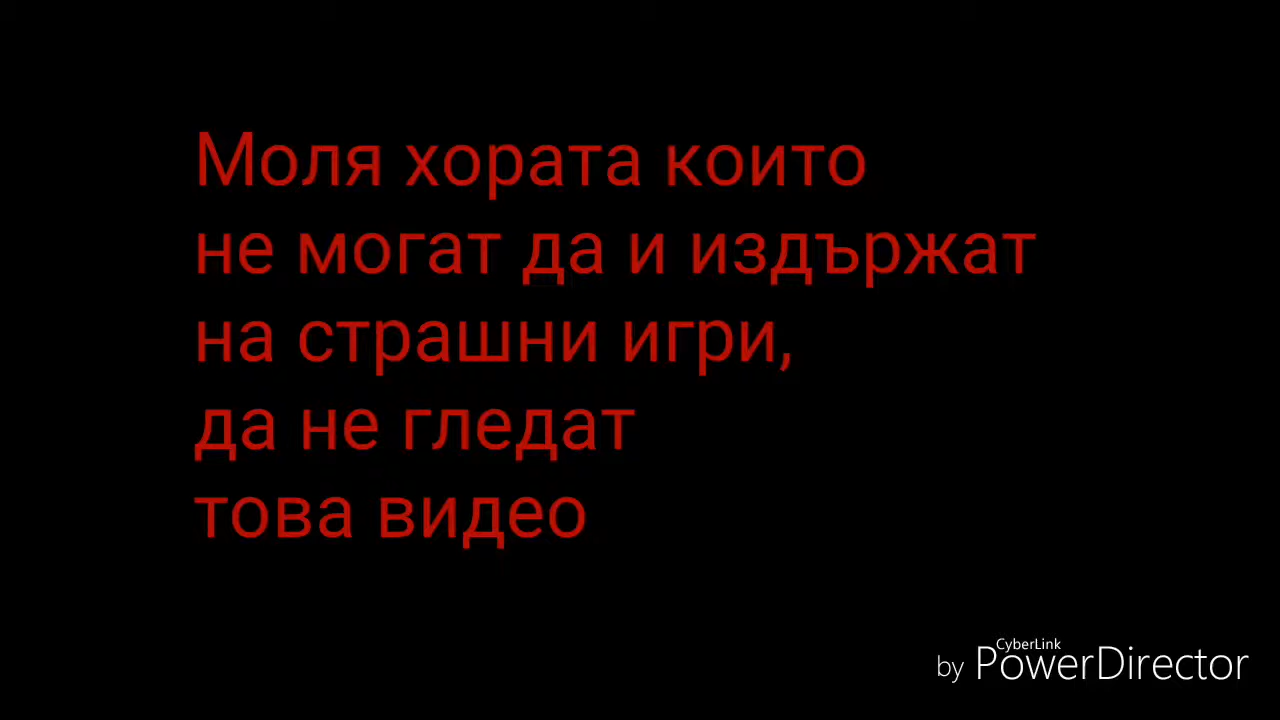 Моля хората които
не могат да и издържат
на страшни игри,
да не гледат
това видео
CyberLink
by PowerDirector